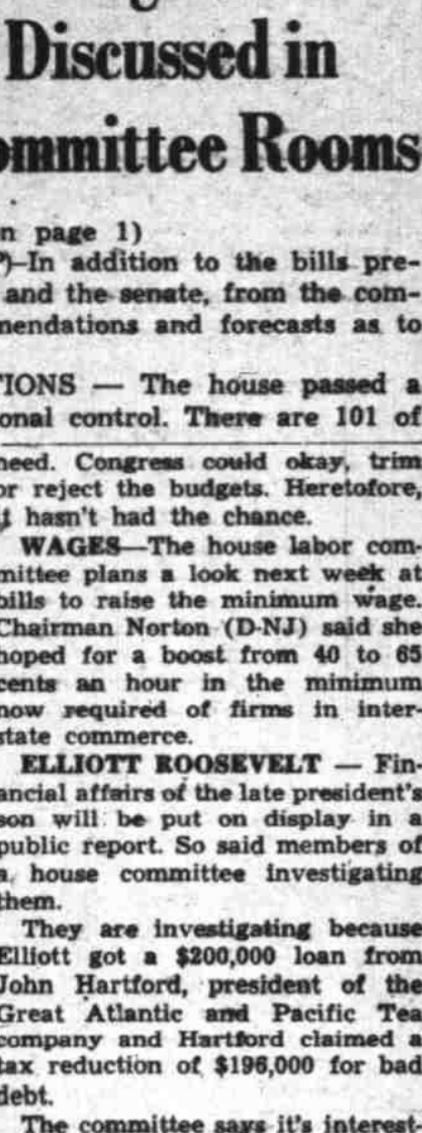 Discussed in
ommittee Rooms
n page 1)
)—In addition to the bills pre-
and the senate, from the com-
mendations and forecasts as to
TIONS — The house passed a
onal control. There are 101 of
need. Congress could okay, trim
or reject the budgets. Heretofore,
it hasn't had the chance.
WAGES—The house labor com-
mittee plans a look next week at
bills to raise the minimum wage.
Chairman Norton (D-NJ) said she
hoped for a boost from 40 to 65
cents an hour in the minimum
now required of firms in inter-
state commerce.
ELLIOTT ROOSEVELT — Fin-
ancial affairs of the late president's
son will be put on display in a
public report. So said members of
a house committee investigating
them.
They are investigating because
Elliott got a $200,000 loan from
John Hartford, president of the
Great Atlantic and Pacific Tea
company and Hartford claimed a
tax reduction of $196,000 for bad
debt.
The committee says it's interest-